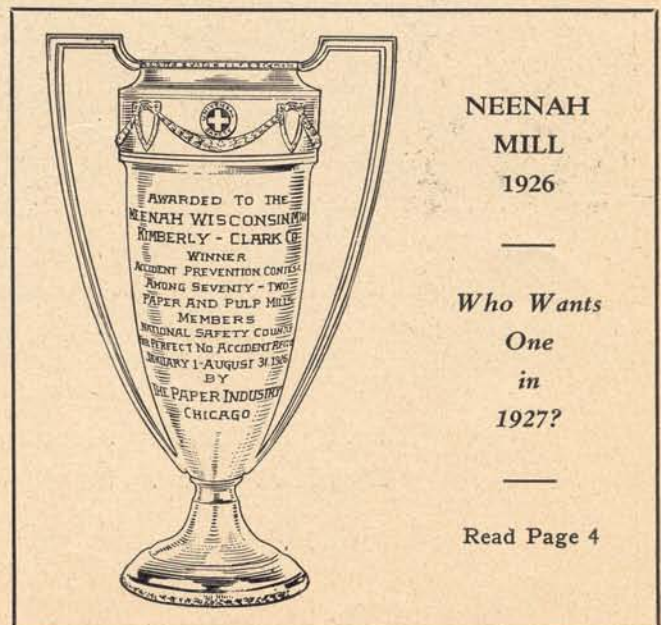 AWARDED TO THE
NEENAH WISCONSIN
KIMBERLY - CLARK CO
WINNER
ACCIDENT PREVENTION CONTES
AMONG SEVENTY - TWO
PAPER AND PULP MILLS
MEMBERS
NATIONAL SAFETY COUNCIL
FOR PERFECT NO ACCIDENT RECORD
JANUARY 1-AUGUST 31, 1926
BY
THE PAPER INDUSTRY
CHICAGO
NEENAH
MILL
1926
Who Wants
One
in
1927?
Read Page 4